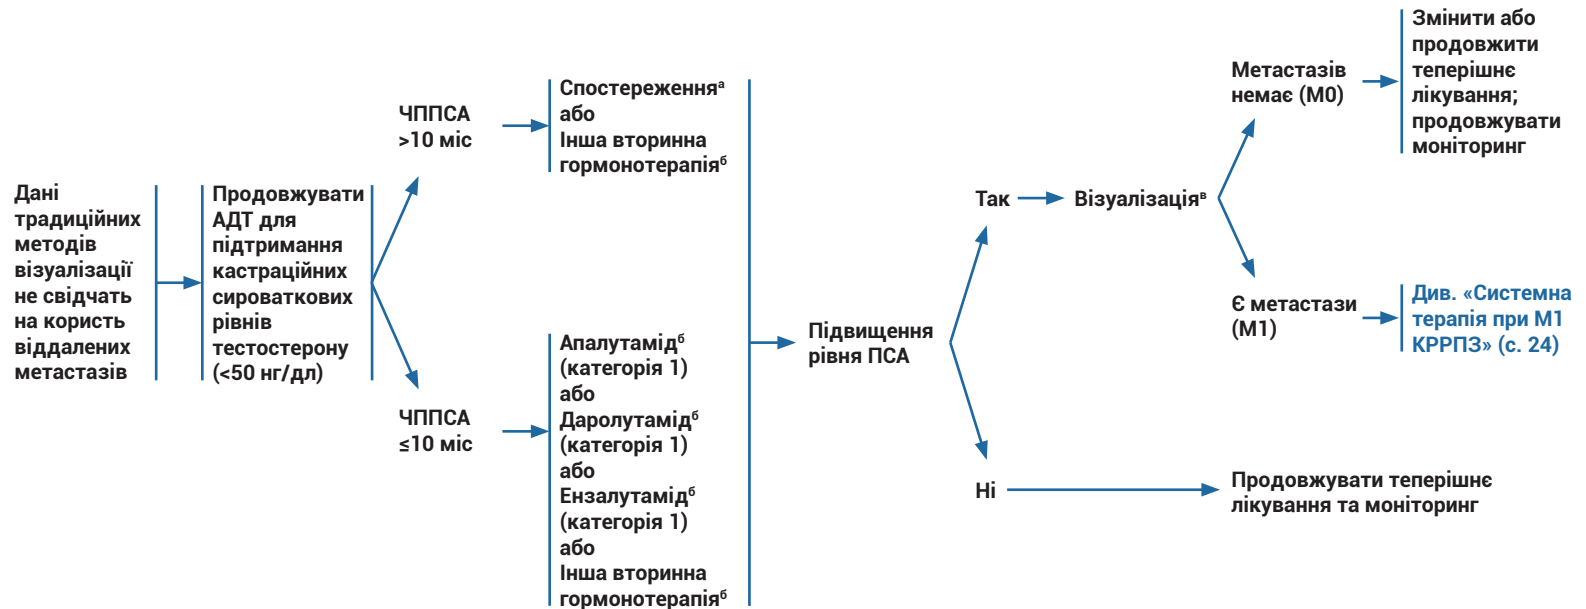 Дані
традиційних
методів
візуалізації
не свідчать
на користь
віддалених
метастазів
Продовжувати
АДТ для
підтримання
кастраційних
сироваткових
рівнів
тестостерону
(<50 нг/дл)
ЧППСА
>10 міс
Спостереженняᵃ
або
Інша вторинна
гормонотерапіяᵇ
ЧППСА
≤10 міс
Апалутамідᵇ
(категорія 1)
або
Даролутамідᵇ
(категорія 1)
або
Ензалутамідᵇ
(категорія 1)
або
Інша вторинна
гормонотерапіяᵇ
Підвищення
рівня ПСА
Так
Візуалізаціяᵛ
Метастазів
немає (М0)
Змінити або
продовжити
теперішнє
лікування;
продовжувати
моніторинг
Є метастази
(М1)
Див. «Системна
терапія при М1
КРРПЗ» (с. 24)
Ні
Продовжувати теперішнє
лікування та моніторинг